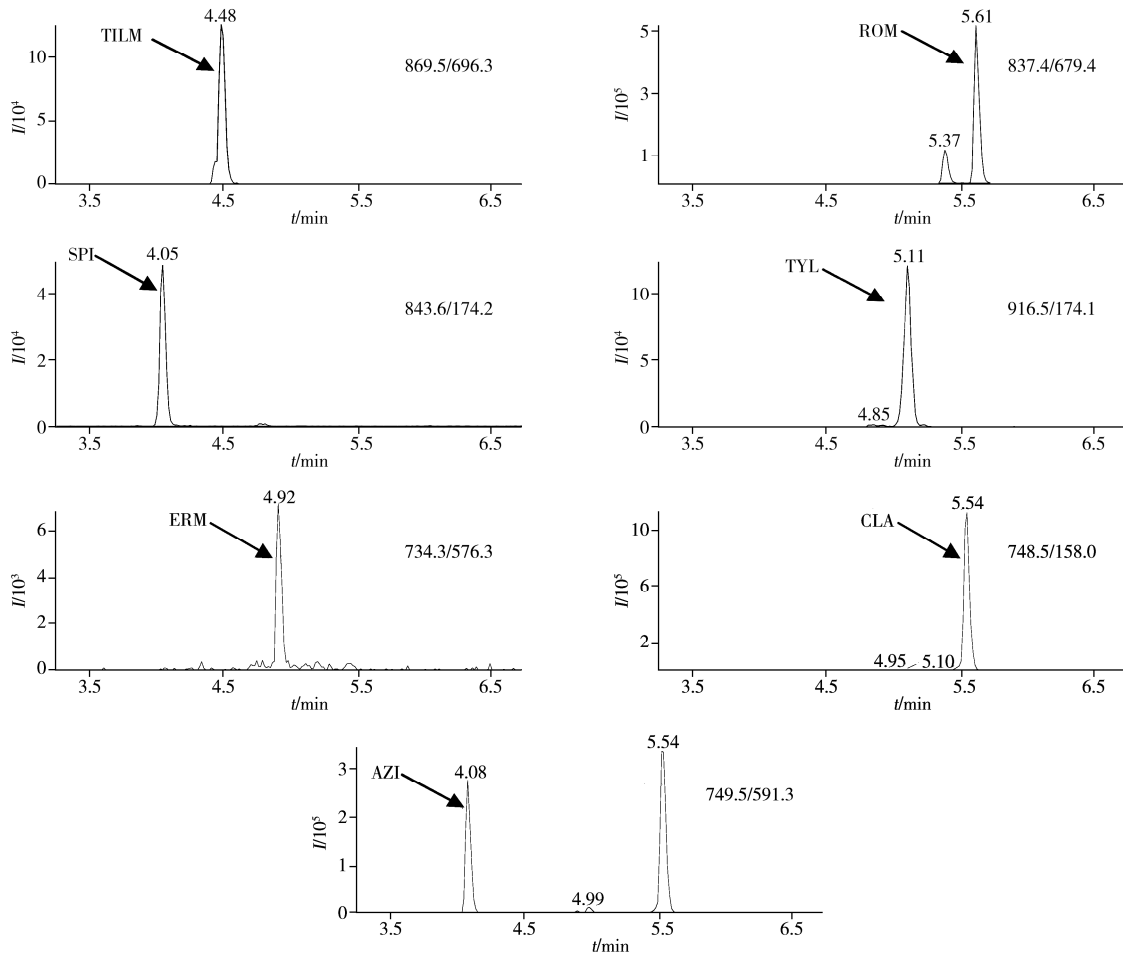 4.48
TILM
10
869.5/696.3
5
I/10⁴
0
3.5 4.5 5.5 6.5
t/min
5.61
ROM
5
837.4/679.4
3
I/10⁵
5.37
1
3.5 4.5 5.5 6.5
t/min
SPI
4.05
4
843.6/174.2
2
I/10⁴
0
3.5 4.5 5.5 6.5
t/min
5.11
TYL
10
916.5/174.1
5
I/10⁴
4.85
0
3.5 4.5 5.5 6.5
t/min
4.92
ERM
6
734.3/576.3
4
I/10³
2
0
3.5 4.5 5.5 6.5
t/min
5.54
CLA
10
748.5/158.0
6
I/10⁵
2
4.95 5.10
3.5 4.5 5.5 6.5
t/min
5.54
AZI
4.08
3
749.5/591.3
2
I/10⁵
1
4.99
0
3.5 4.5 5.5 6.5
t/min